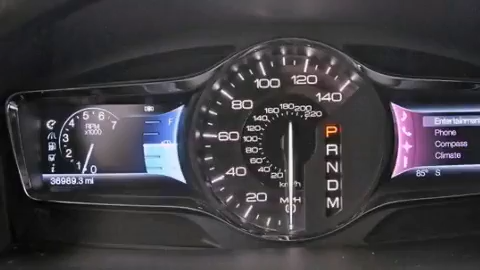 RPM
x1000
1
2
3
4
5
6
7
F
36969.3 mi
20
40
60
80
100
120
140
20
40
60
80
100
120
140
160
180
200
220
km/h
MPH
0
P
R
N
D
M
Entertainment
Phone
Compass
Climate
85° S